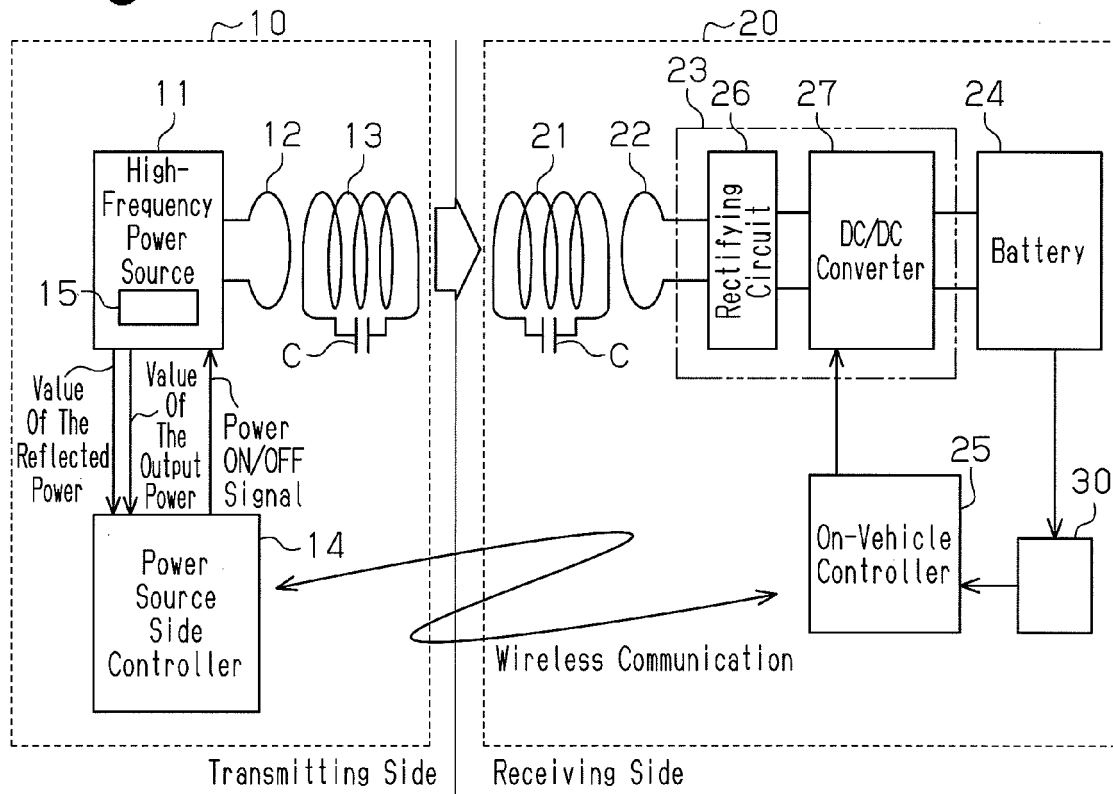 10
20
11
12
13
21
22
23
26
27
24
High-
Frequency
Power
Source
15
Rectifying
Circuit
DC/DC
Converter
Battery
C
C
Value
Of The
Reflected
Power
Value
Of
The
Output
Power
Power
ON/OFF
Signal
14
25
30
Power
Source
Side
Controller
On-Vehicle
Controller
Wireless Communication
Transmitting Side
Receiving Side